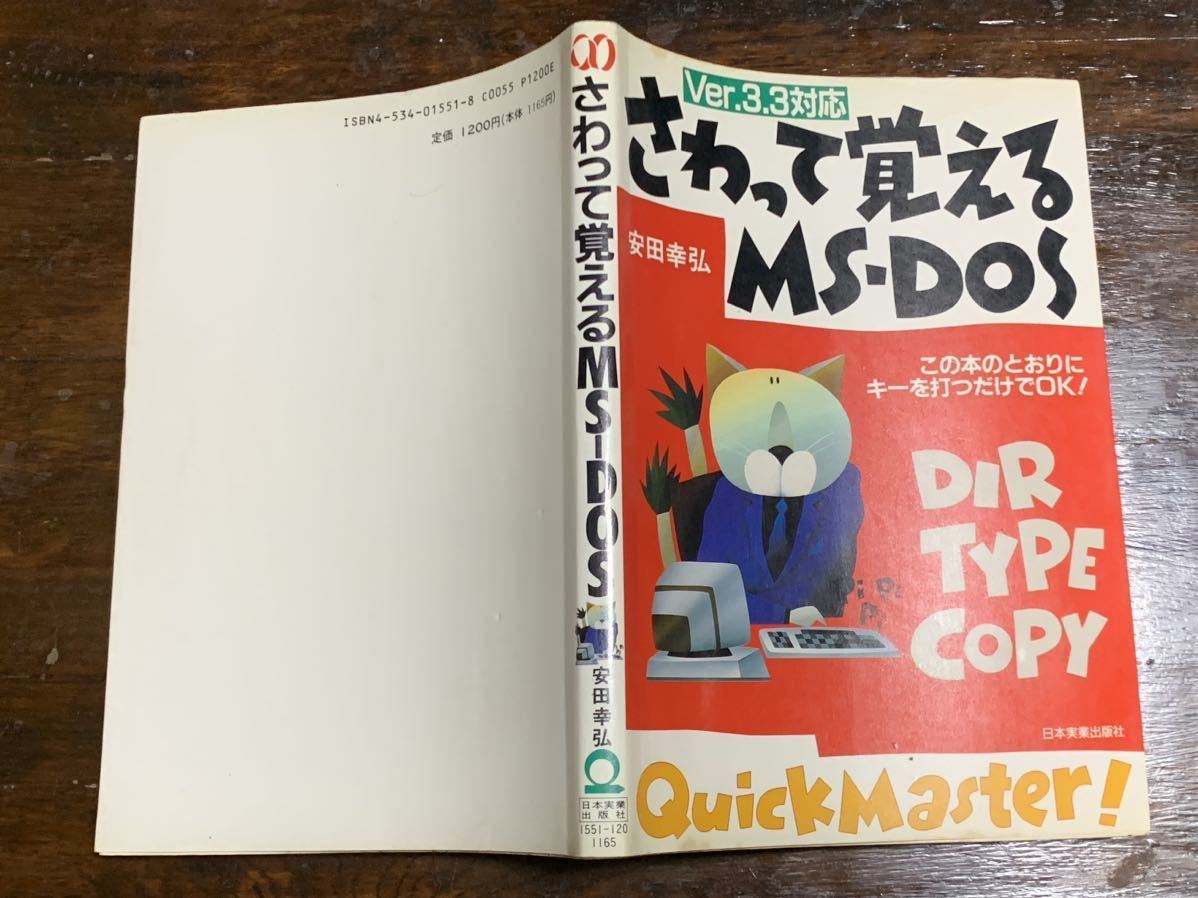 ISBN4-534-01551-8 C0055 P1200E
定価 1200円(本体 1165円)
さわって覚えるMS-DOS
安田幸弘
日本実業
出版社
1551-120
1165
Ver.3.3対応
さわって覚える
MS-DOS
安田幸弘
この本のとおりに
キーを打つだけでOK!
DIR
TYPE
COPY
日本実業出版社
QuickMaster!